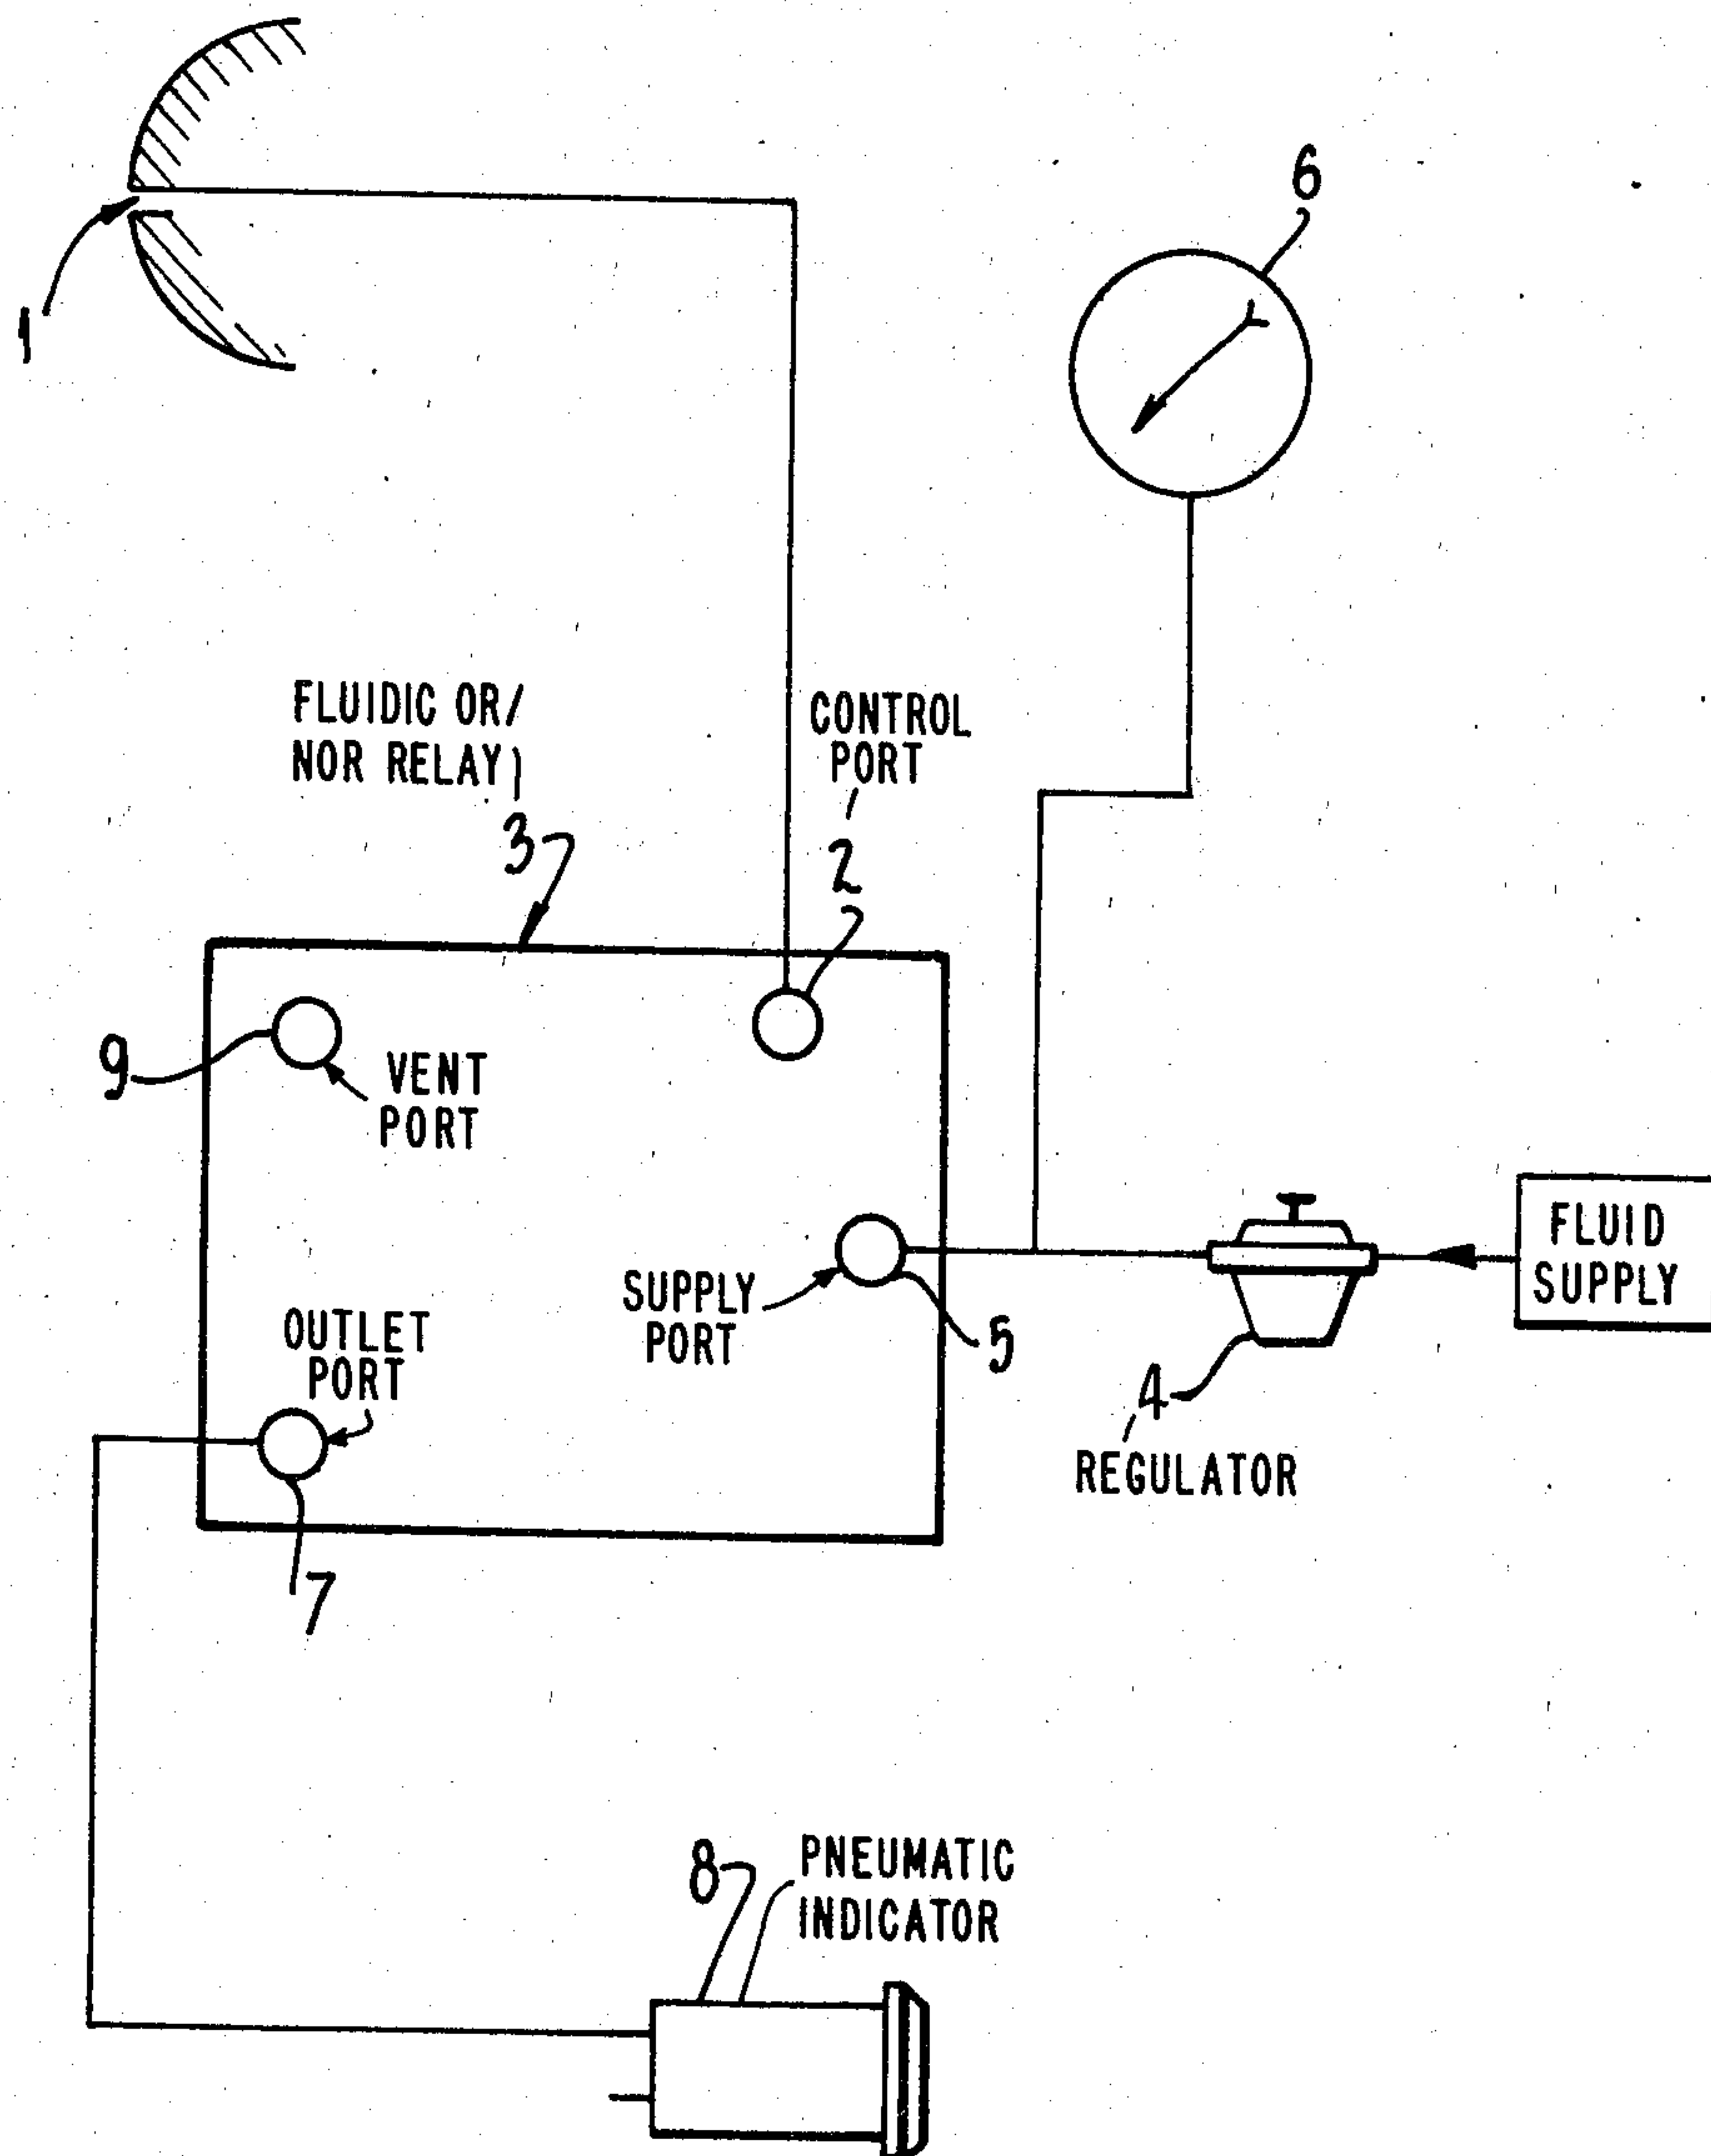 6
1
FLUIDIC OR/
NOR RELAY
3
CONTROL
PORT
2
9
VENT
PORT
SUPPLY
PORT
5
FLUID
SUPPLY
OUTLET
PORT
4
REGULATOR
7
8
PNEUMATIC
INDICATOR